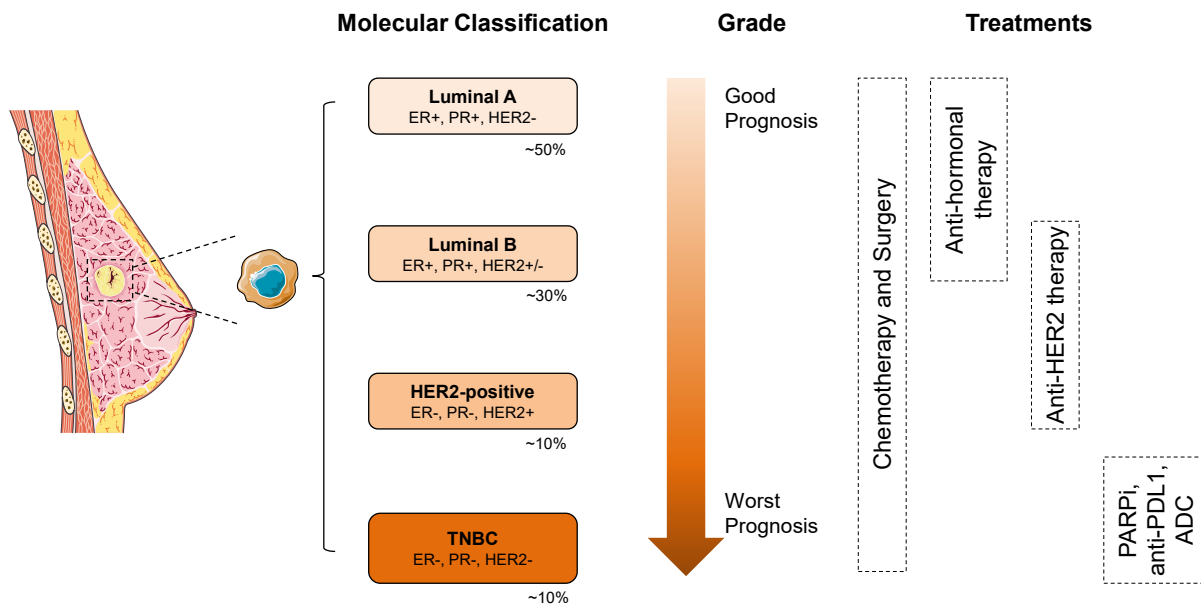 Molecular Classification
Grade
Treatments
Luminal A
ER+, PR+, HER2-
~50%
Luminal B
ER+, PR+, HER2+/-
~30%
HER2-positive
ER-, PR-, HER2+
~10%
TNBC
ER-, PR-, HER2-
~10%
Good
Prognosis
Worst
Prognosis
Chemotherapy and Surgery
Anti-hormonal
therapy
Anti-HER2 therapy
PARPi,
anti-PDL1,
ADC